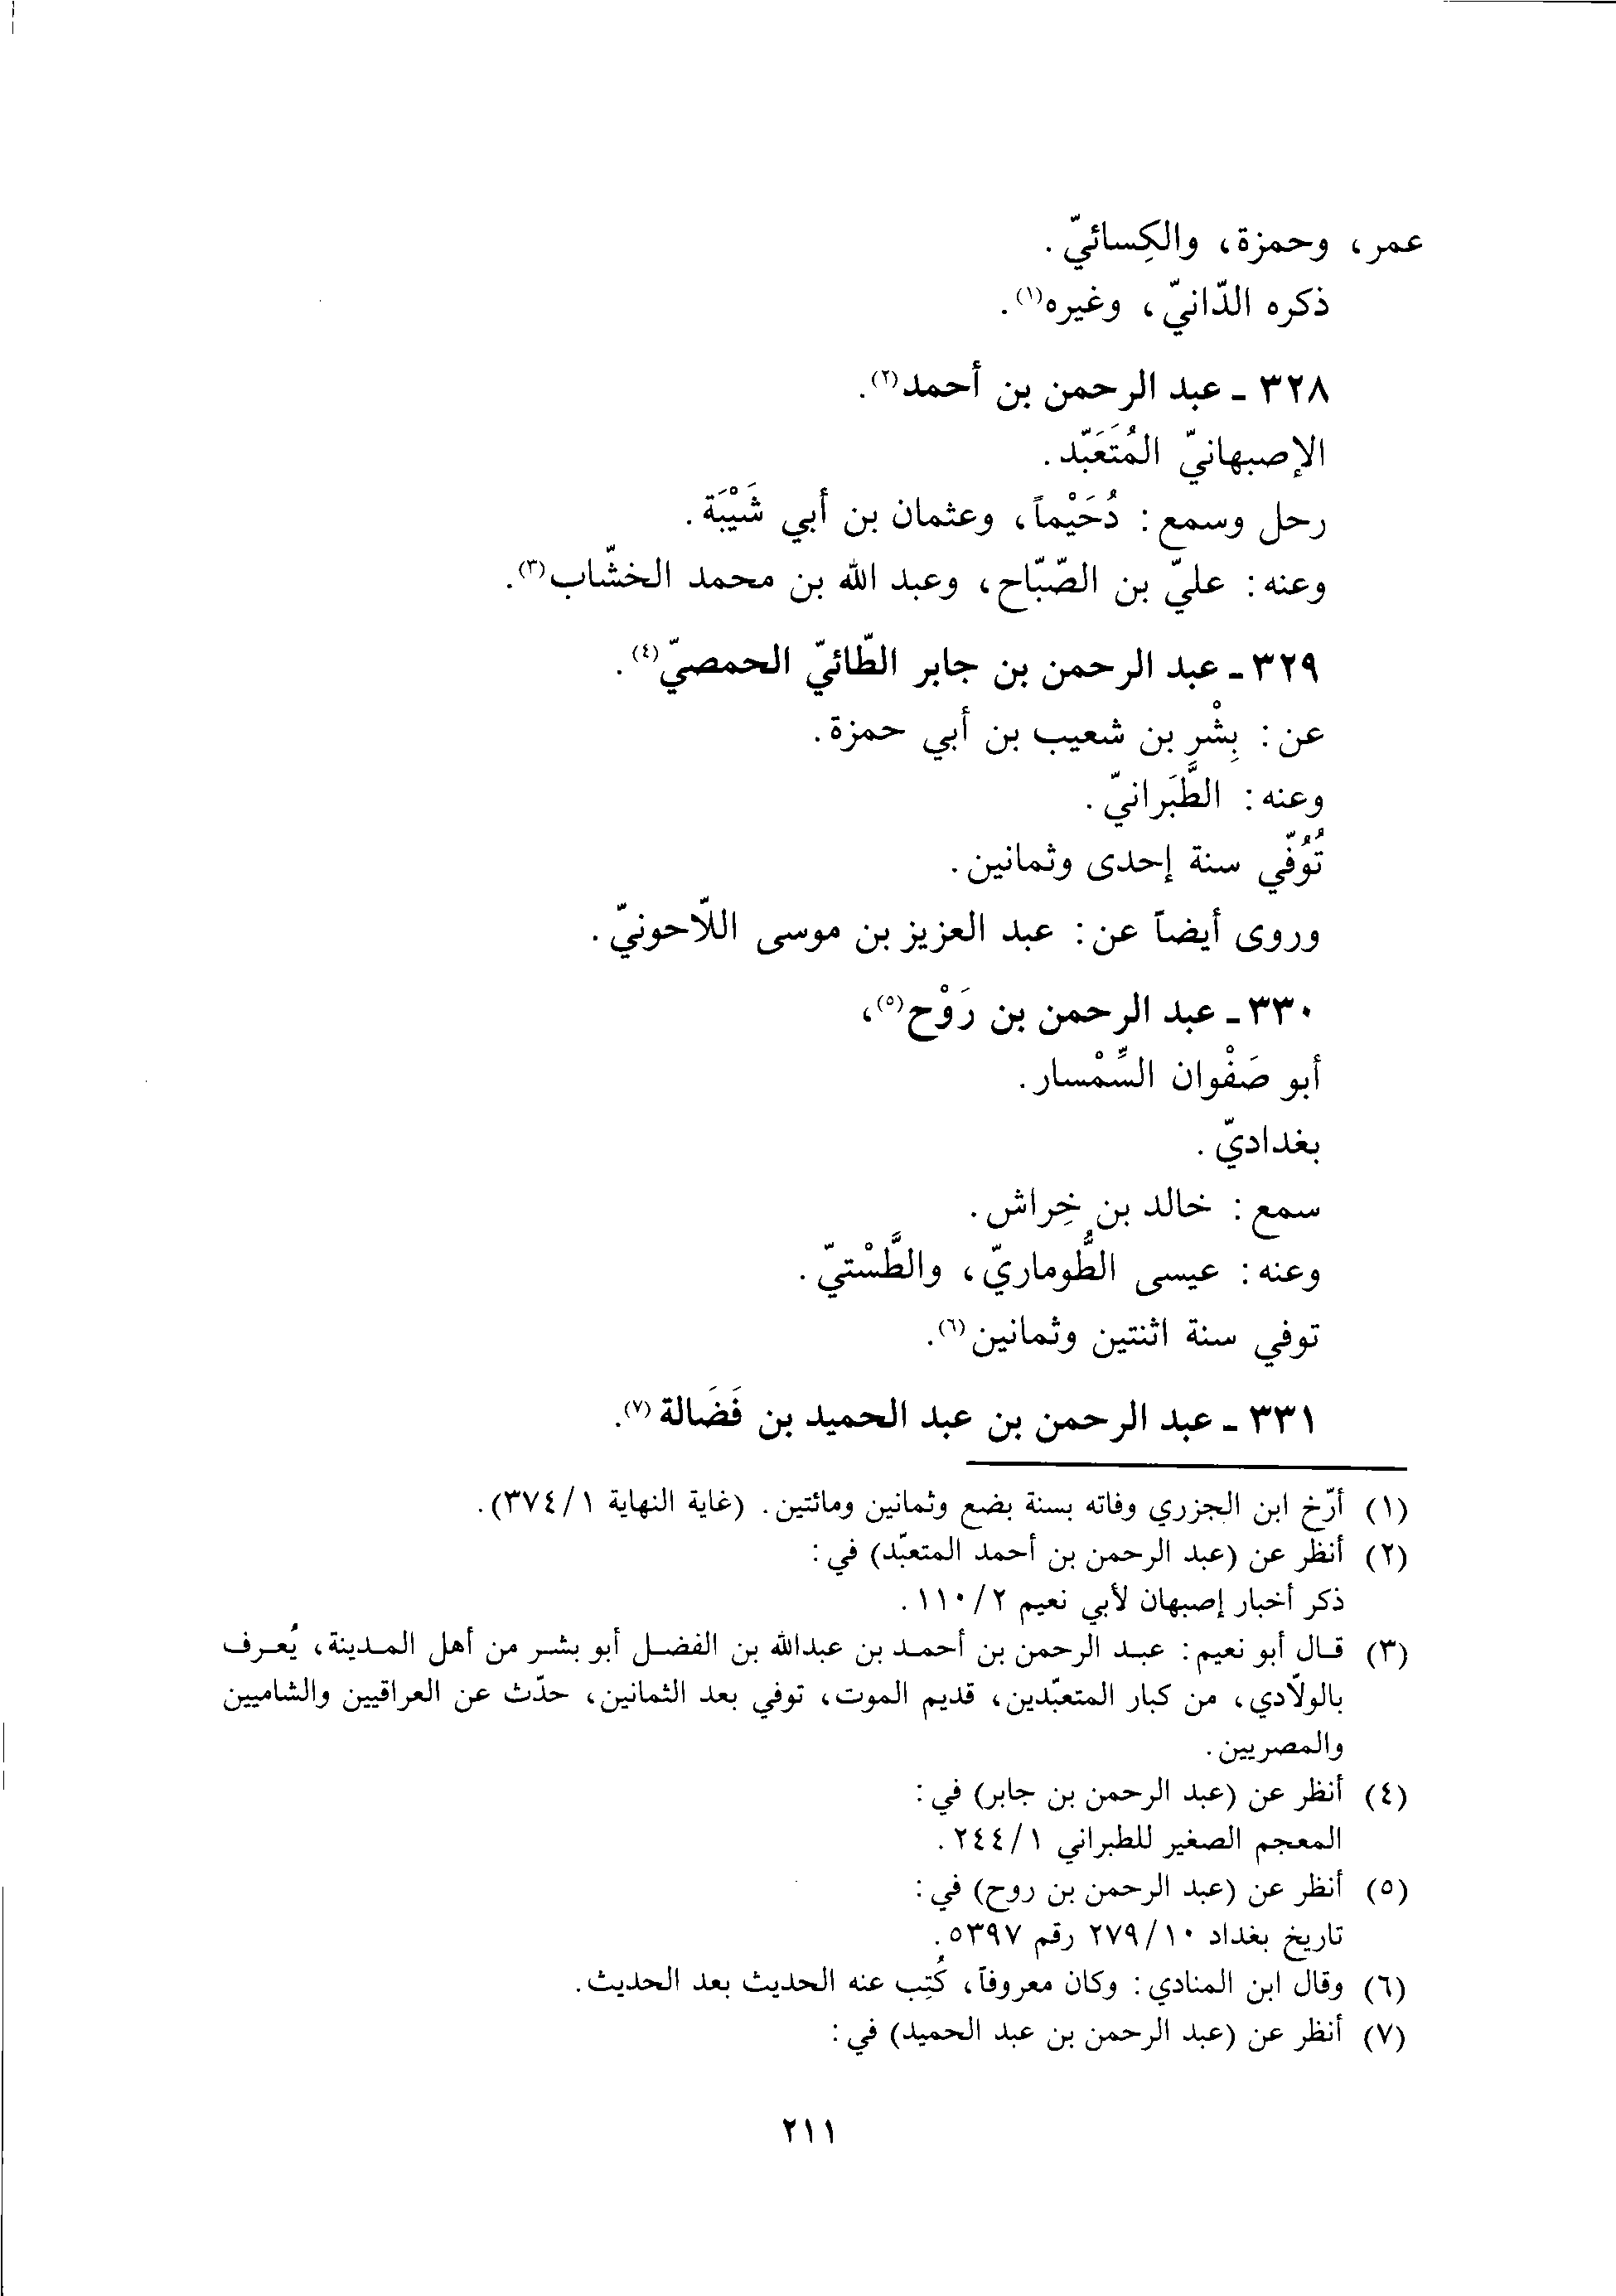 عمر، وحمزة، والكِسائيّ.
ذكره الدّانيّ، وغيره(١).
٣٢٨ ـ عبد الرحمن بن أحمد(٢).
الإصبهانيّ المُتَعَبّد.
رحل وسمع: دُحَيْماً، وعثمان بن أبي شَيْبَة.
وعنه: عليّ بن الصّبّاح، وعبد الله بن محمد الخشّاب(٣).
٣٢٩ ـ عبد الرحمن بن جابر الطّائيّ الحمصيّ(٤).
عن: بِشْرِ بن شعيب بن أبي حمزة.
وعنه: الطَّبَرانيّ.
تُوُفّي سنة إحدى وثمانين.
وروى أيضاً عن: عبد العزيز بن موسى اللّاحونيّ.
٣٣٠ ـ عبد الرحمن بن رَوْح(٥)،
أبو صَفْوان السِّمْسار.
بغداديّ.
سمع: خالد بن خِراش.
وعنه: عيسى الطُّوماريّ، والطَّسْتيّ.
توفي سنة اثنتين وثمانين(٦).
٣٣١ ـ عبد الرحمن بن عبد الحميد بن فَضَالة(٧).
(١) أرّخ ابن الجزري وفاته بسنة بضع وثمانين ومائتين. (غاية النهاية ٣٧٤/١).
(٢) أنظر عن (عبد الرحمن بن أحمد المتعبّد) في:
ذكر أخبار إصبهان لأبي نعيم ١١٠/٢.
(٣) قال أبو نعيم: عبد الرحمن بن أحمد بن عبدالله بن الفضل أبو بشر من أهل المدينة، يُعرف
بالولّادي، من كبار المتعبّدين، قديم الموت، توفي بعد الثمانين، حدّث عن العراقيين والشاميين
والمصريين.
(٤) أنظر عن (عبد الرحمن بن جابر) في:
المعجم الصغير للطبراني ٢٤٤/١.
(٥) أنظر عن (عبد الرحمن بن روح) في:
تاريخ بغداد ٢٧٩/١٠ رقم ٥٣٩٧.
(٦) وقال ابن المنادي: وكان معروفاً، كُتِب عنه الحديث بعد الحديث.
(٧) أنظر عن (عبد الرحمن بن عبد الحميد) في:
٢١١